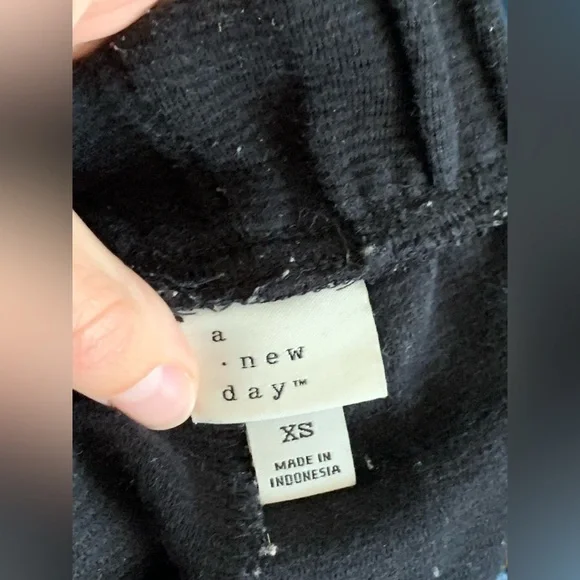 a
· new
day™
XS
MADE IN
INDONESIA